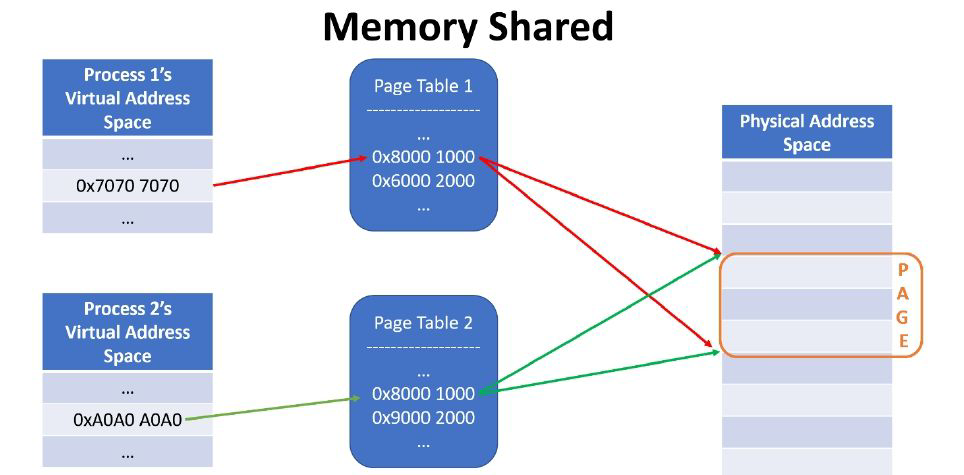 Memory Shared
Process 1's
Virtual Address
Space
...
0x7070 7070
...
Page Table 1
-------------------
...
0x8000 1000
0x6000 2000
...
Physical Address
Space
P
A
G
E
Process 2's
Virtual Address
Space
...
0xA0A0 A0A0
...
Page Table 2
-------------------
...
0x8000 1000
0x9000 2000
...